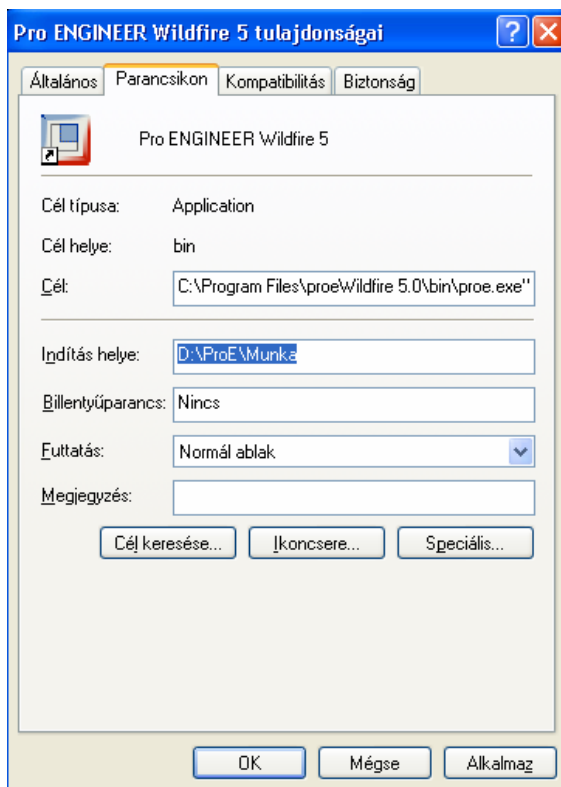 Pro ENGINEER Wildfire 5 tulajdonságai
Általános Parancsikon Kompatibilitás Biztonság
Pro ENGINEER Wildfire 5
Cél típusa: Application
Cél helye: bin
Cél: C:\Program Files\proeWildfire 5.0\bin\proe.exe"
Indítás helye: D:\ProE\Munka
Billentyűparancs: Nincs
Futtatás: Normál ablak
Megjegyzés:
Cél keresése... Ikoncsere... Speciális...
OK Mégse Alkalmaz